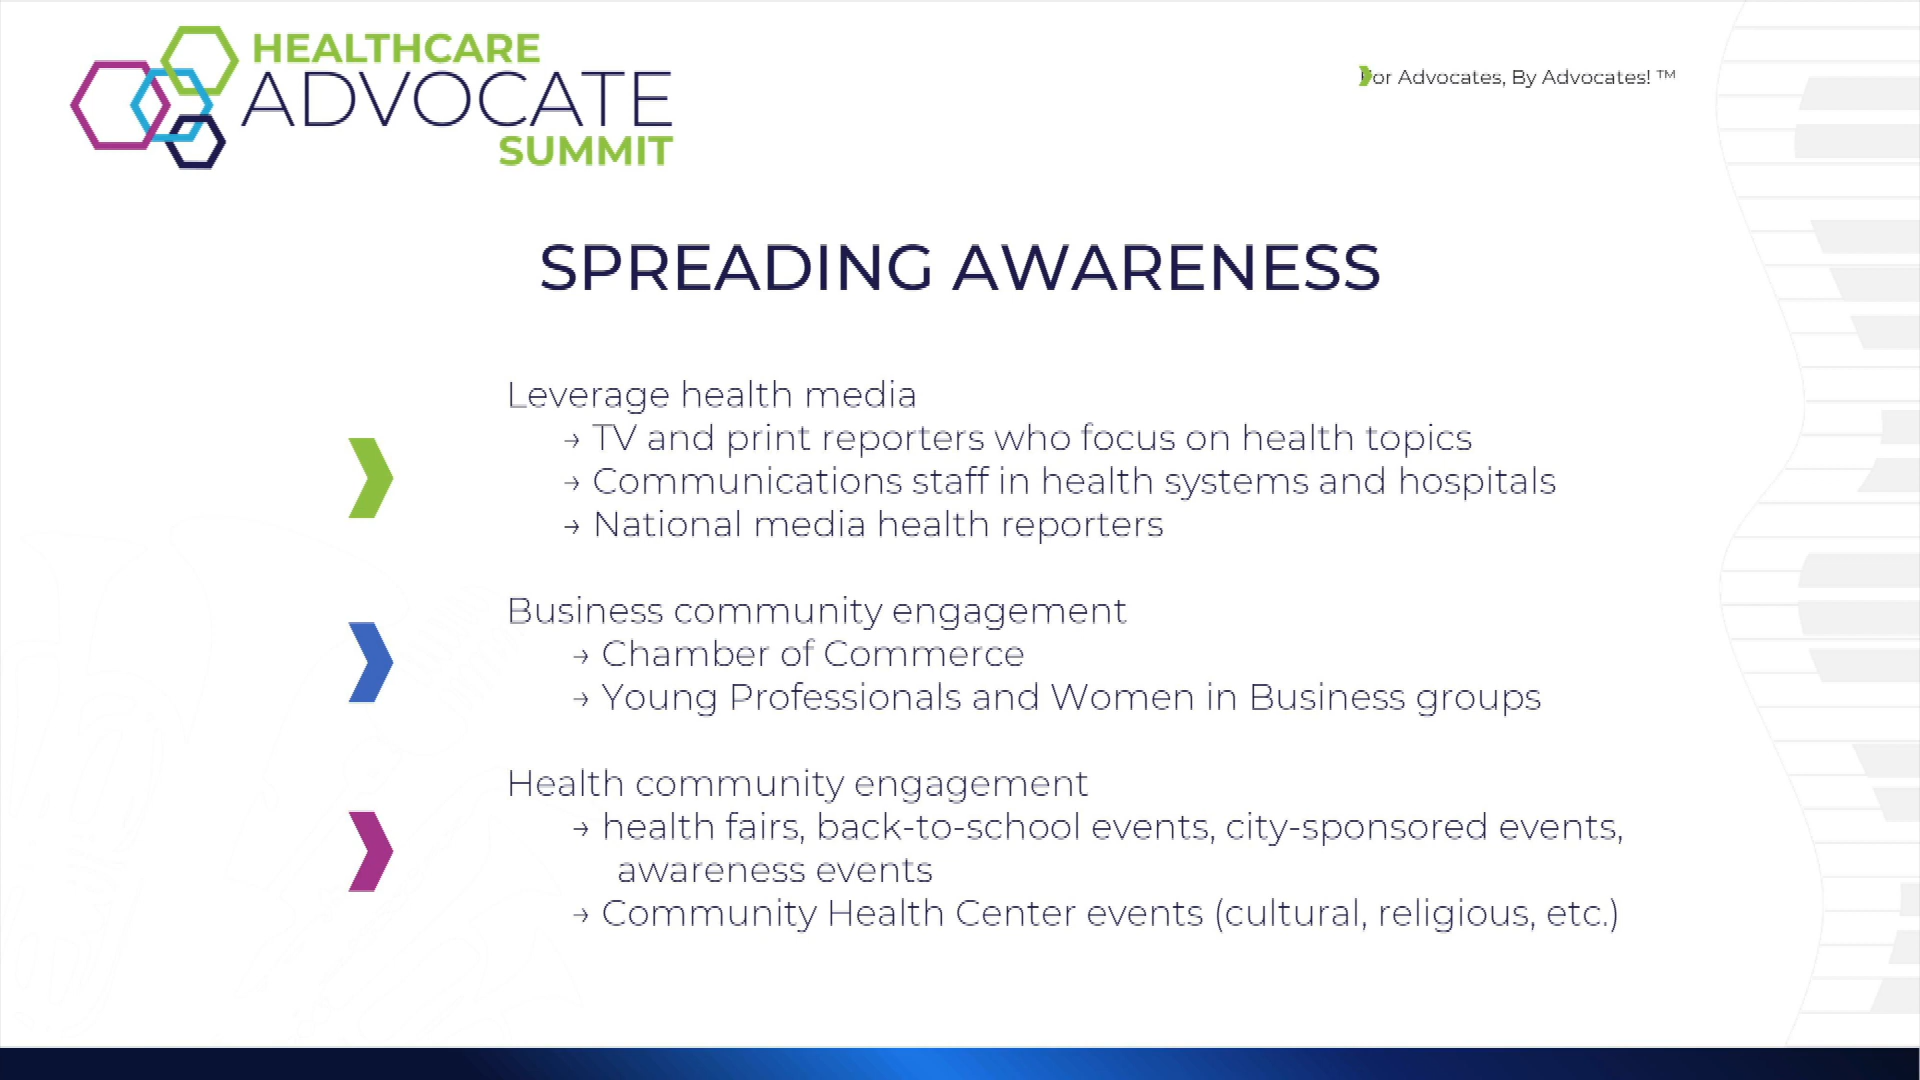 HEALTHCARE
ADVOCATE
SUMMIT
For Advocates, By Advocates! ™
SPREADING AWARENESS
Leverage health media
→ TV and print reporters who focus on health topics
→ Communications staff in health systems and hospitals
→ National media health reporters
Business community engagement
→ Chamber of Commerce
→ Young Professionals and Women in Business groups
Health community engagement
→ health fairs, back-to-school events, city-sponsored events,
awareness events
→ Community Health Center events (cultural, religious, etc.)